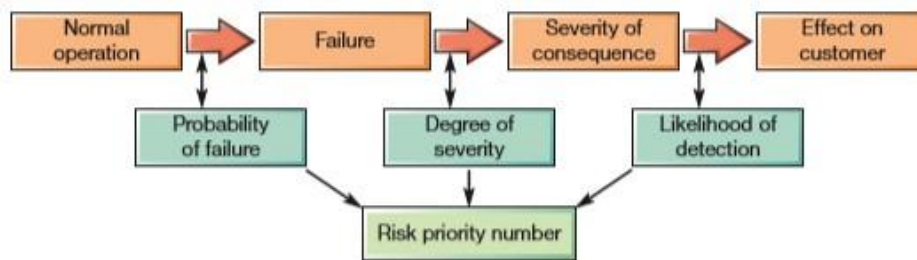 Normal
operation
Failure
Severity of
consequence
Effect on
customer
Probability
of failure
Degree of
severity
Likelihood of
detection
Risk priority number